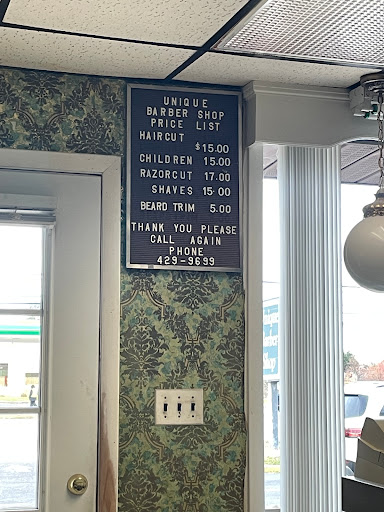 UNIQUE
BARBER SHOP
PRICE LIST
HAIRCUT
$15.00
CHILDREN 15.00
RAZORCUT 17.00
SHAVES 15.00
BEARD TRIM 5.00
THANK YOU PLEASE
CALL AGAIN
PHONE
429-9699